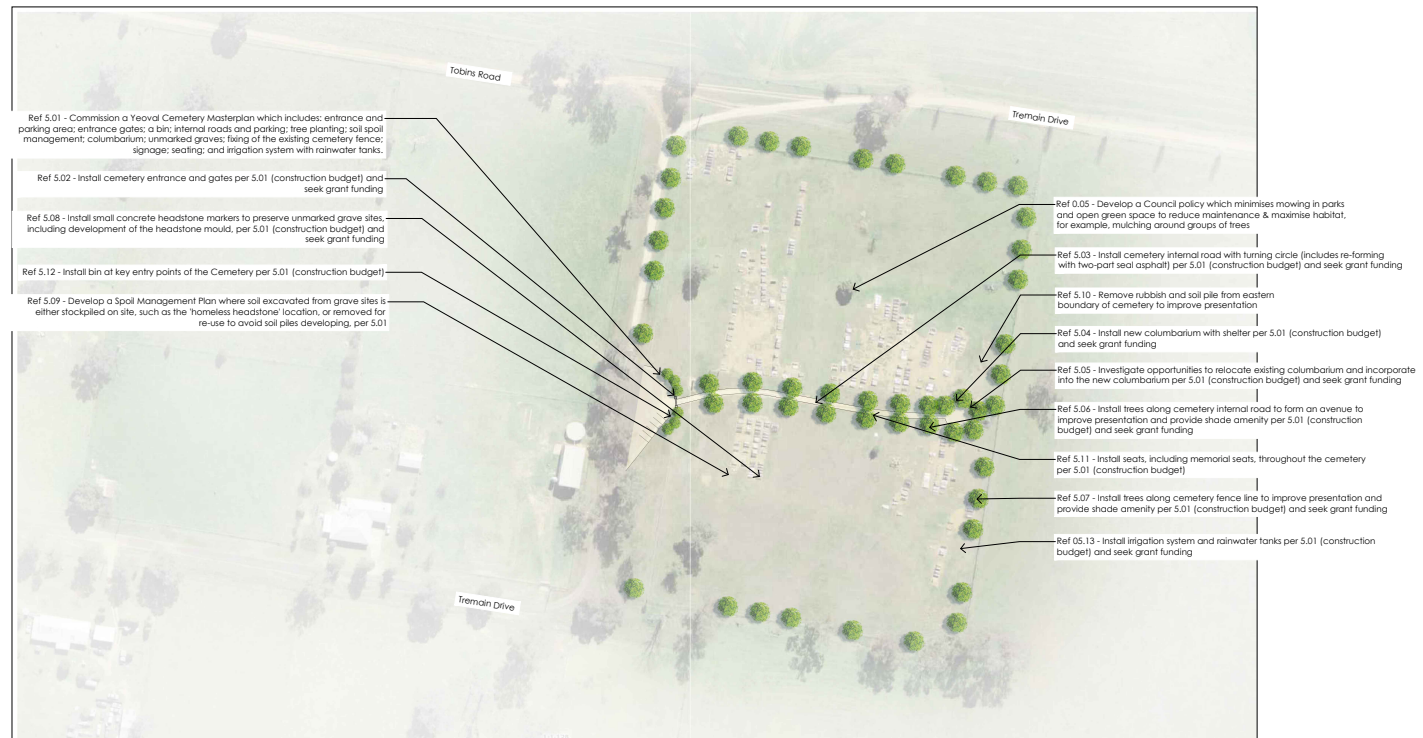 Tobins Road
Tremain Drive
Ref 5.01 - Commission a Yeoval Cemetery Masterplan which includes: entrance and
parking area; entrance gates; a bin; internal roads and parking; tree planting; soil spoil
management; columbarium; unmarked graves; fixing of the existing cemetery fence;
signage; seating; and irrigation system with rainwater tanks.
Ref 5.02 - Install cemetery entrance and gates per 5.01 (construction budget) and
seek grant funding
Ref 5.08 - Install small concrete headstone markers to preserve unmarked grave sites,
including development of the headstone mould, per 5.01 (construction budget) and
seek grant funding
Ref 5.12 - Install bin at key entry points of the Cemetery per 5.01 (construction budget)
Ref 5.09 - Develop a Spoil Management Plan where soil excavated from grave sites is
either stockpiled on site, such as the 'homeless headstone' location, or removed for
re-use to avoid soil piles developing, per 5.01
Ref 0.05 - Develop a Council policy which minimises mowing in parks
and open green space to reduce maintenance & maximise habitat,
for example, mulching around groups of trees
Ref 5.03 - Install cemetery internal road with turning circle (includes re-forming
with two-part seal asphalt) per 5.01 (construction budget) and seek grant funding
Ref 5.10 - Remove rubbish and soil pile from eastern
boundary of cemetery to improve presentation
Ref 5.04 - Install new columbarium with shelter per 5.01 (construction budget)
and seek grant funding
Ref 5.05 - Investigate opportunities to relocate existing columbarium and incorporate
into the new columbarium per 5.01 (construction budget) and seek grant funding
Ref 5.06 - Install trees along cemetery internal road to form an avenue to
improve presentation and provide shade amenity per 5.01 (construction
budget) and seek grant funding
Ref 5.11 - Install seats, including memorial seats, throughout the cemetery
per 5.01 (construction budget)
Ref 5.07 - Install trees along cemetery fence line to improve presentation and
provide shade amenity per 5.01 (construction budget) and seek grant funding
Ref 05.13 - Install irrigation system and rainwater tanks per 5.01 (construction
budget) and seek grant funding
Tremain Drive